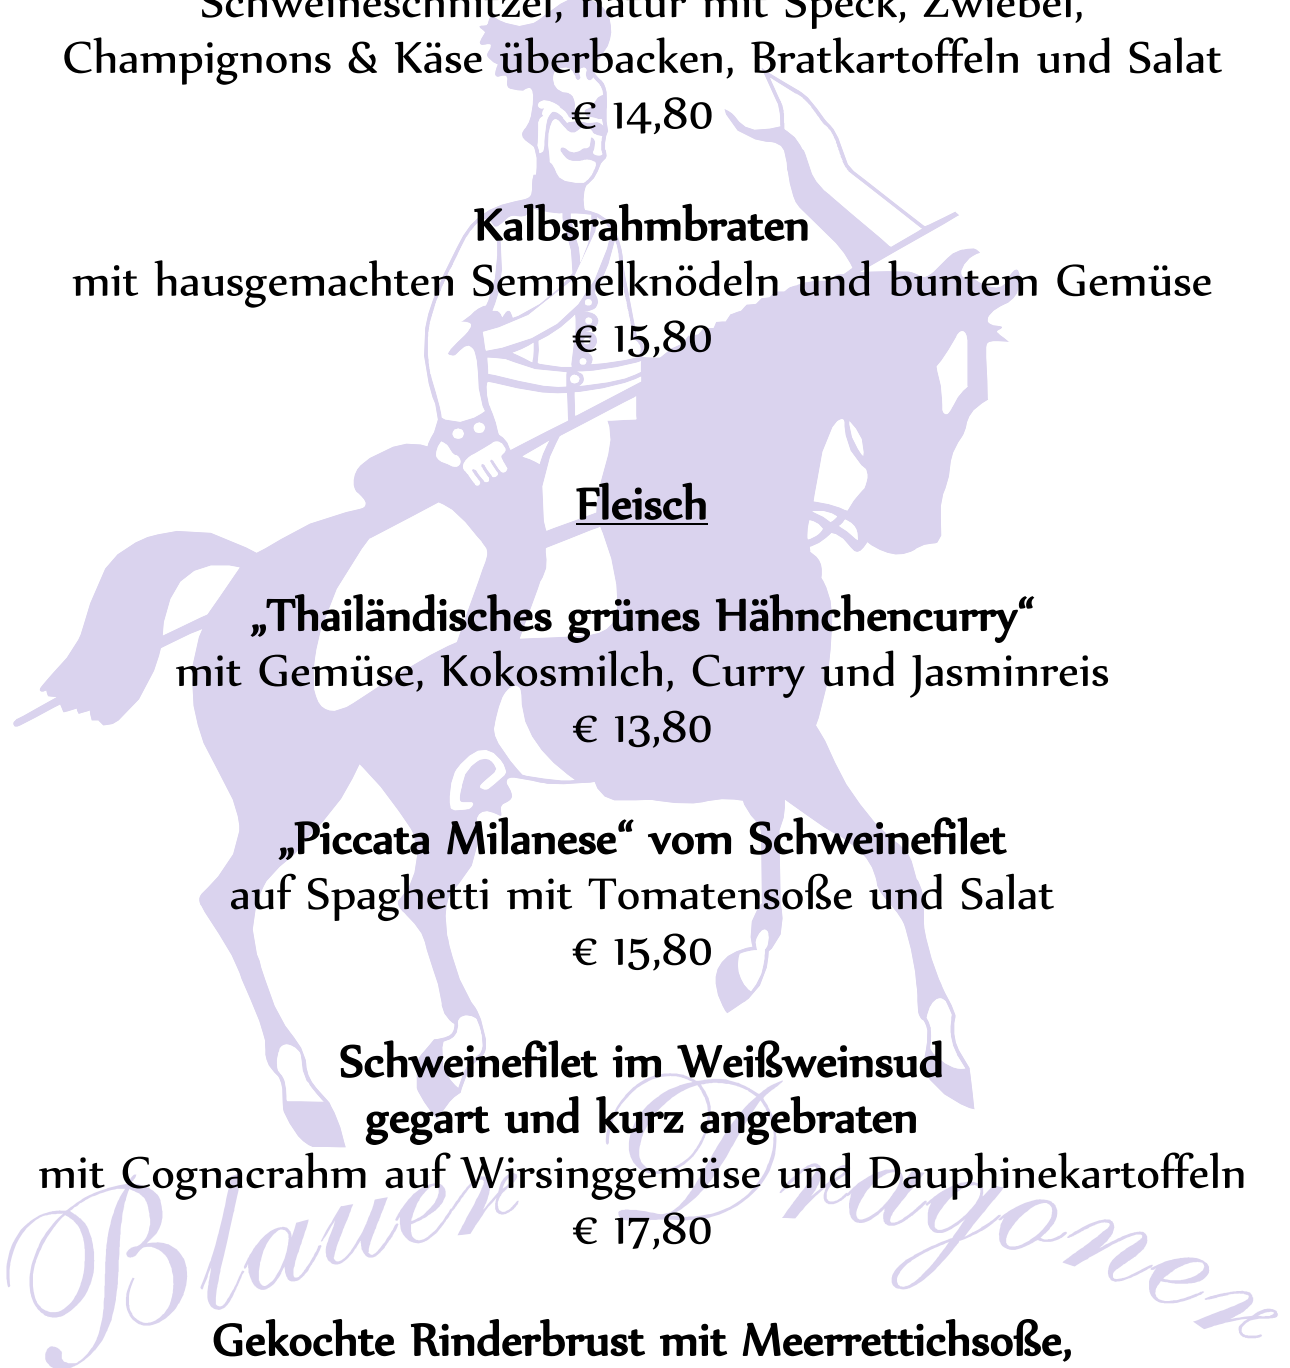 Schweineschnitzel, natur mit Speck, Zwiebel,
Champignons & Käse überbacken, Bratkartoffeln und Salat
€ 14,80
Kalbsrahmbraten
mit hausgemachten Semmelknödeln und buntem Gemüse
€ 15,80
Fleisch
„Thailändisches grünes Hähnchencurry“
mit Gemüse, Kokosmilch, Curry und Jasminreis
€ 13,80
„Piccata Milanese“ vom Schweinefilet
auf Spaghetti mit Tomatensoße und Salat
€ 15,80
Schweinefilet im Weißweinsud
gegart und kurz angebraten
mit Cognacrahm auf Wirsinggemüse und Dauphinekartoffeln
€ 17,80
Blauer Dragoner
Gekochte Rinderbrust mit Meerrettichsoße,